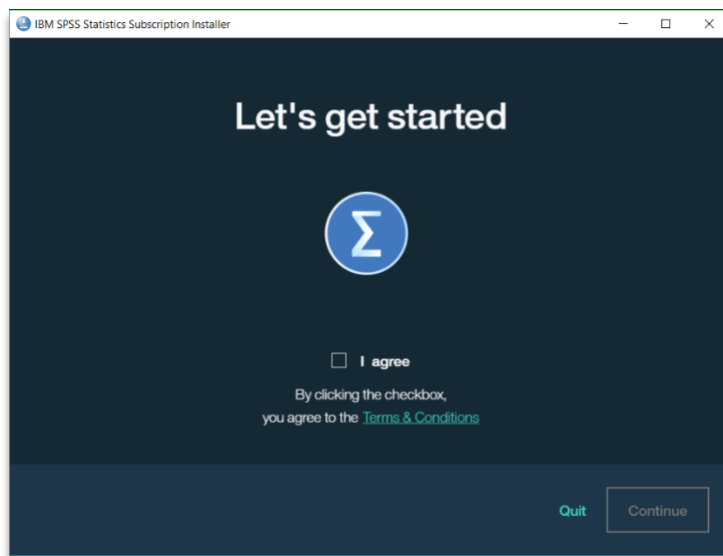 IBM SPSS Statistics Subscription Installer
Let's get started
Σ
I agree
By clicking the checkbox,
you agree to the Terms & Conditions
Quit
Continue